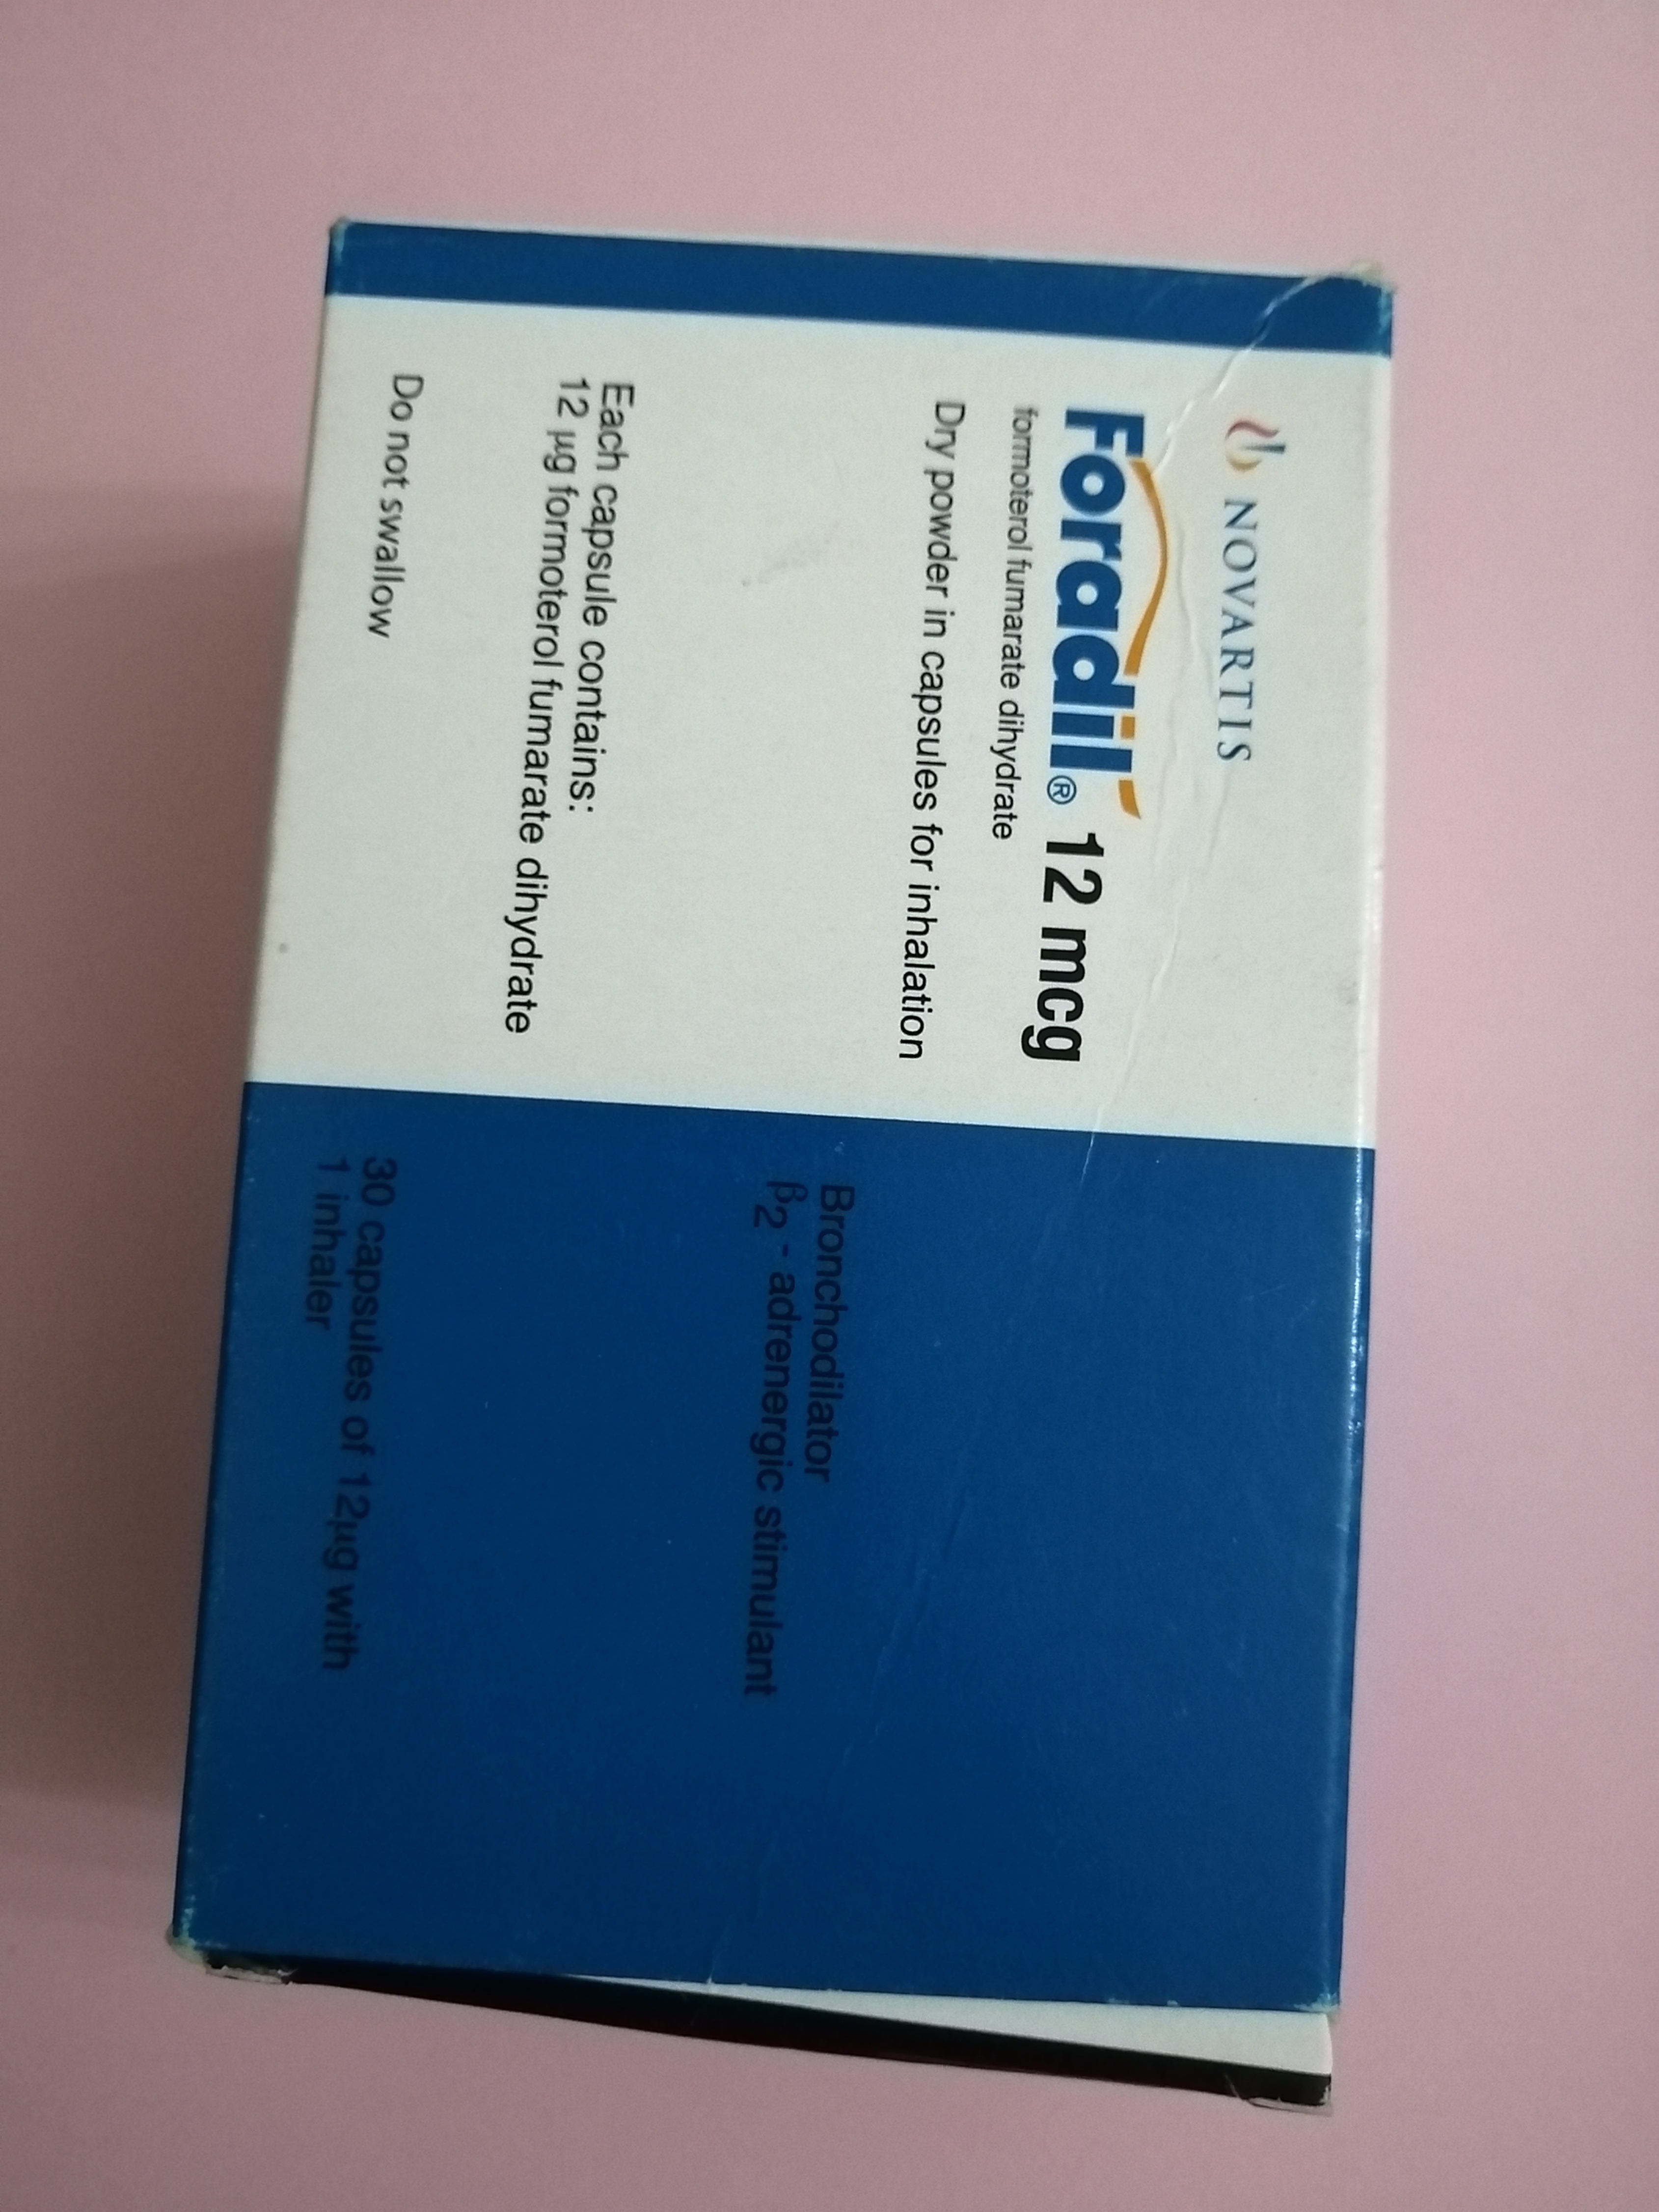 NOVARTIS
Foradil® 12 mcg
formoterol fumarate dihydrate
Dry powder in capsules for inhalation
Bronchodilator
β2 - adrenergic stimulant
Each capsule contains:
12 µg formoterol fumarate dihydrate
Do not swallow
30 capsules of 12µg with
1 inhaler